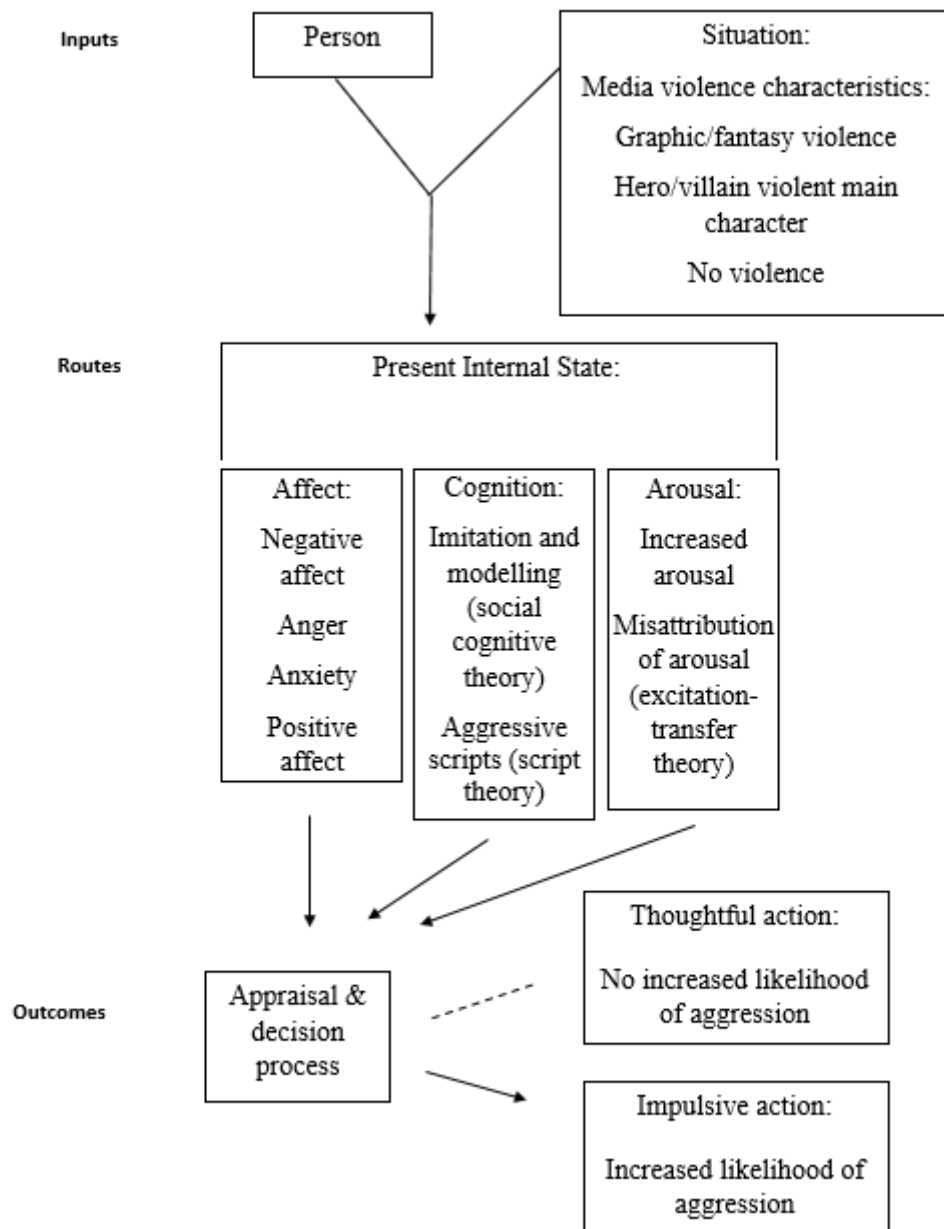 Inputs
Person
Situation:
Media violence characteristics:
Graphic/fantasy violence
Hero/villain violent main
character
No violence
Routes
Present Internal State:
Affect:
Negative
affect
Anger
Anxiety
Positive
affect
Cognition:
Imitation and
modelling
(social
cognitive
theory)
Aggressive
scripts (script
theory)
Arousal:
Increased
arousal
Misattribution
of arousal
(excitation-
transfer
theory)
Outcomes
Appraisal &
decision
process
Thoughtful action:
No increased likelihood
of aggression
Impulsive action:
Increased likelihood of
aggression